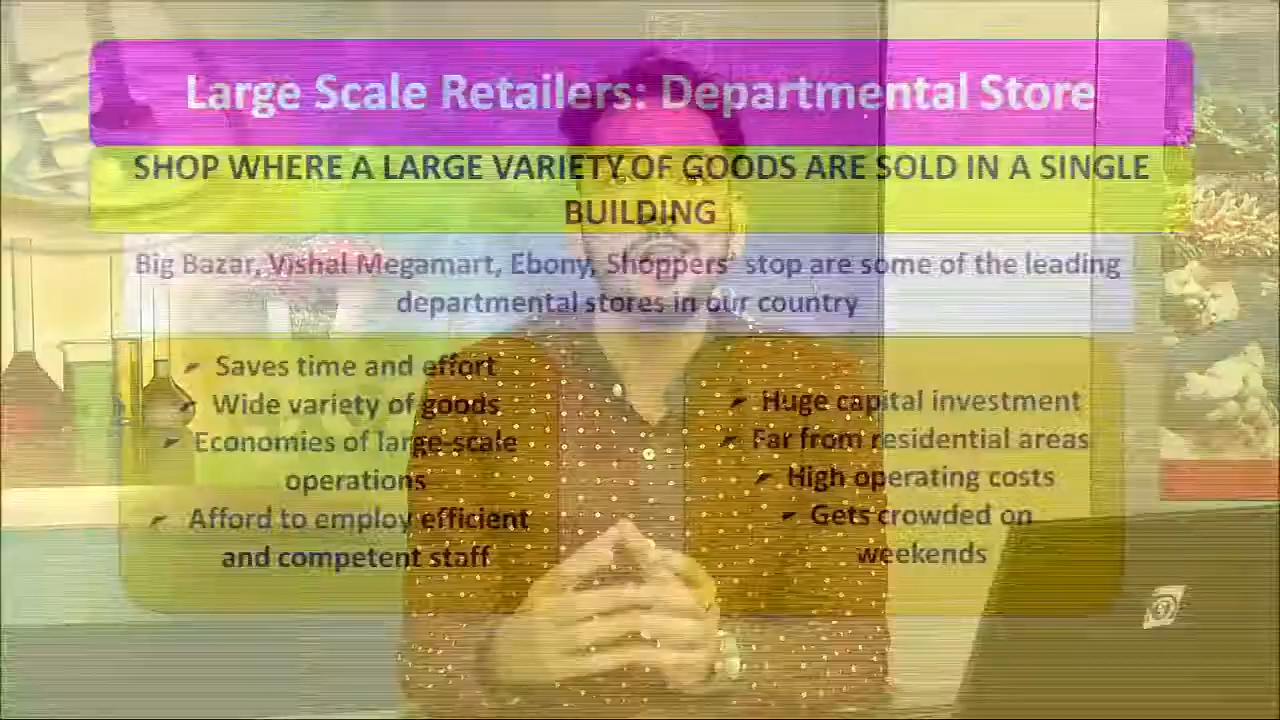 Large Scale Retailers: Departmental Store
SHOP WHERE A LARGE VARIETY OF GOODS ARE SOLD IN A SINGLE
BUILDING
Big Bazar, Vishal Megamart, Ebony, Shoppers' stop are some of the leading
departmental stores in our country
Saves time and effort
Wide variety of goods
Economies of large-scale
operations
Afford to employ efficient
and competent staff
Huge capital investment
Far from residential areas
High operating costs
Gets crowded on
weekends